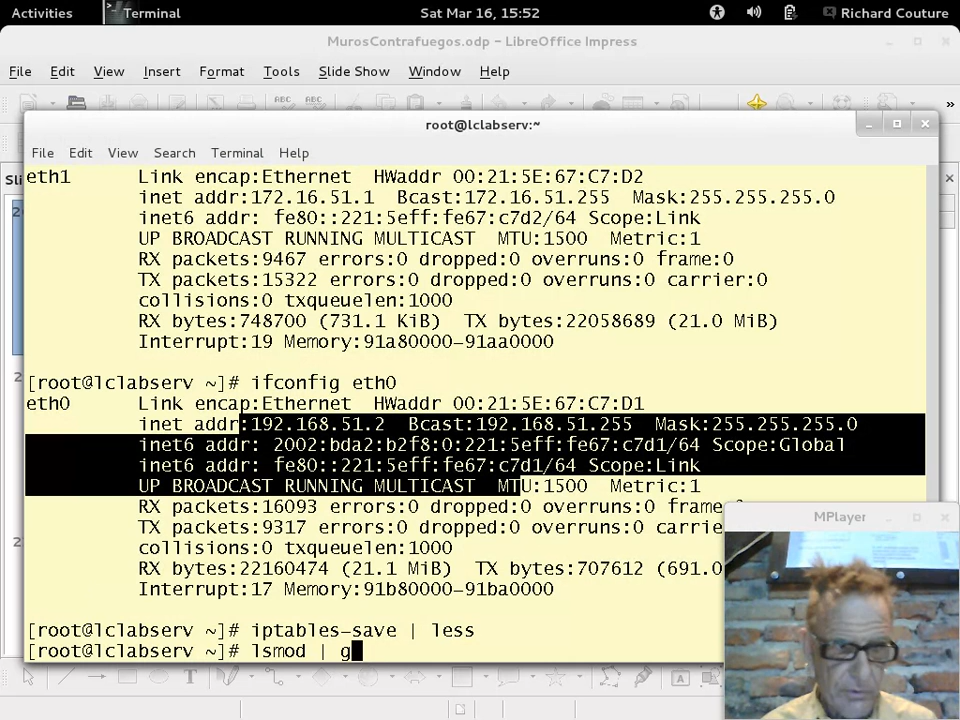 Activities Terminal Sat Mar 16, 15:52 Richard Couture
MurosContrafuegos.odp – LibreOffice Impress
File Edit View Insert Format Tools Slide Show Window Help
root@lclabserv:~
File Edit View Search Terminal Help
Sli
eth1 Link encap:Ethernet HWaddr 00:21:5E:67:C7:D2
inet addr:172.16.51.1 Bcast:172.16.51.255 Mask:255.255.255.0
inet6 addr: fe80::221:5eff:fe67:c7d2/64 Scope:Link
UP BROADCAST RUNNING MULTICAST MTU:1500 Metric:1
RX packets:9467 errors:0 dropped:0 overruns:0 frame:0
TX packets:15322 errors:0 dropped:0 overruns:0 carrier:0
collisions:0 txqueuelen:1000
RX bytes:748700 (731.1 KiB) TX bytes:22058689 (21.0 MiB)
Interrupt:19 Memory:91a80000-91aa0000
[root@lclabserv ~]# ifconfig eth0
eth0 Link encap:Ethernet HWaddr 00:21:5E:67:C7:D1
inet addr:192.168.51.2 Bcast:192.168.51.255 Mask:255.255.255.0
inet6 addr: 2002:bda2:b2f8:0:221:5eff:fe67:c7d1/64 Scope:Global
inet6 addr: fe80::221:5eff:fe67:c7d1/64 Scope:Link
UP BROADCAST RUNNING MULTICAST MTU:1500 Metric:1
RX packets:16093 errors:0 dropped:0 overruns:0 frame
TX packets:9317 errors:0 dropped:0 overruns:0 carrie
collisions:0 txqueuelen:1000
RX bytes:22160474 (21.1 MiB) TX bytes:707612 (691.0
Interrupt:17 Memory:91b80000-91ba0000
[root@lclabserv ~]# iptables-save | less
[root@lclabserv ~]# lsmod | g
MPlayer